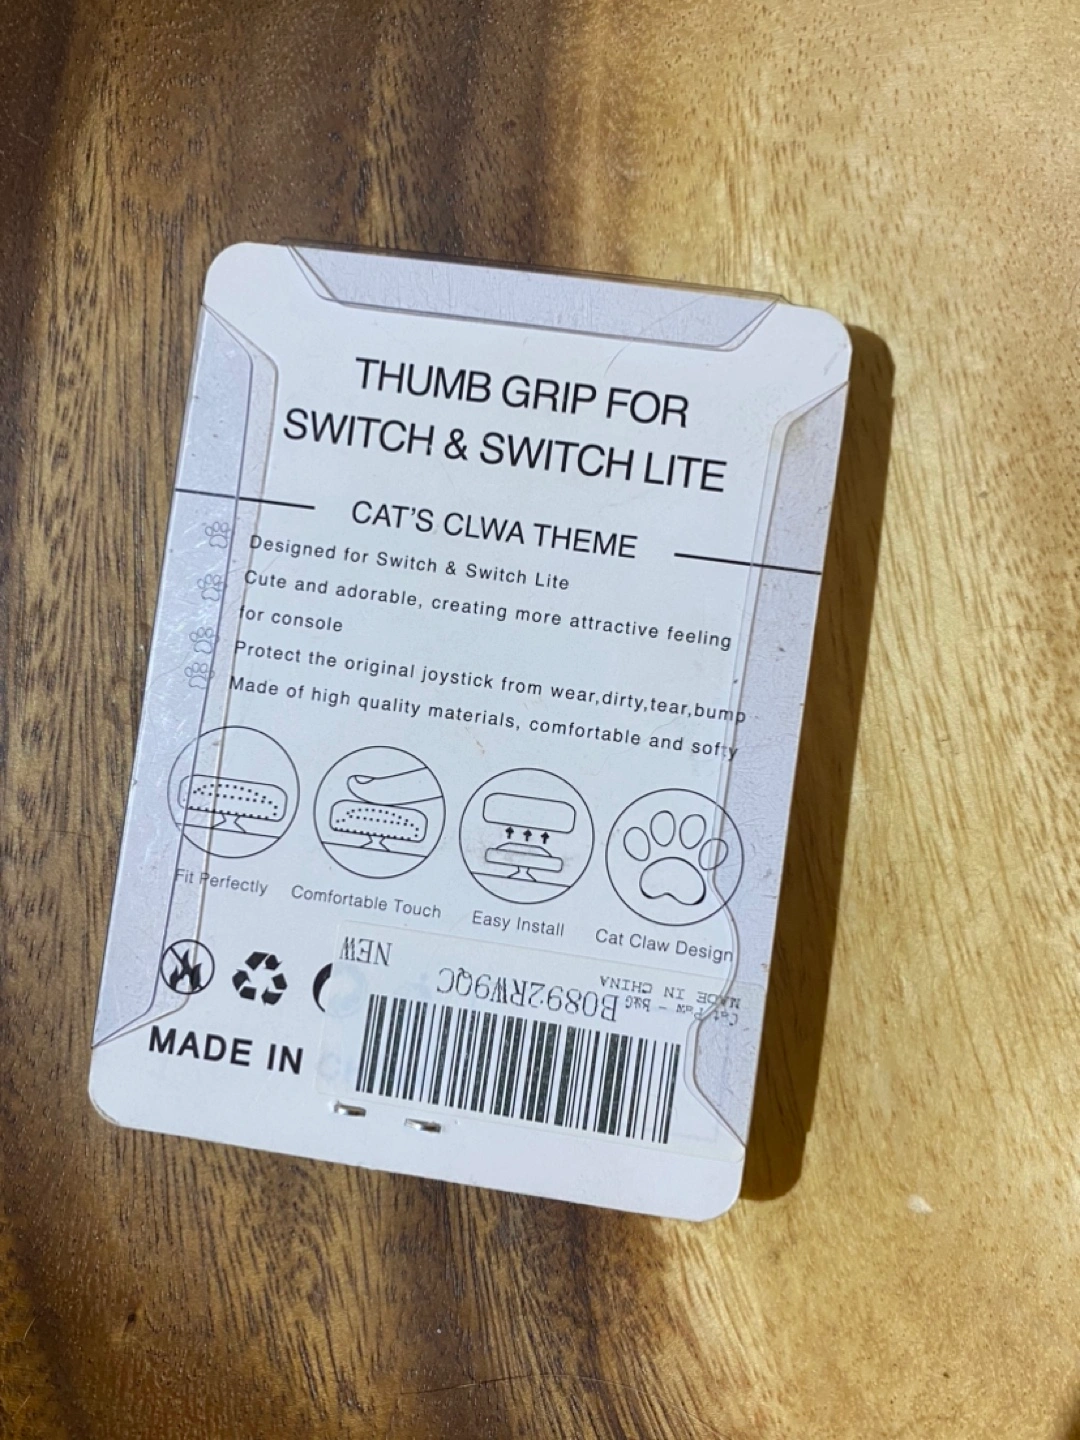 THUMB GRIP FOR
SWITCH & SWITCH LITE
CAT'S CLWA THEME
Designed for Switch & Switch Lite
Cute and adorable, creating more attractive feeling
for console
Protect the original joystick from wear,dirty,tear,bump
Made of high quality materials, comfortable and softy
Fit Perfectly
Comfortable Touch
Easy Install
Cat Claw Design
MADE IN
B0892RW9QC
Cat Paw - B&G
MADE IN CHINA
NEW